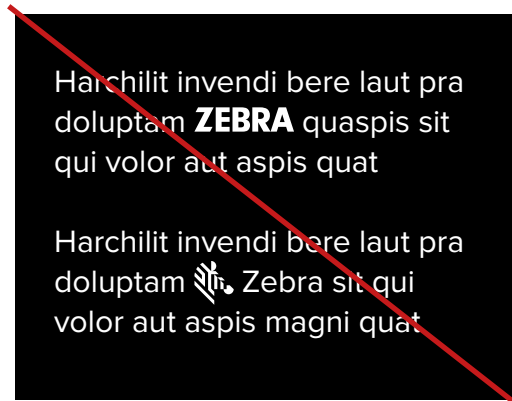 Harchilit invendi bere laut pra
doluptam ZEBRA quaspis sit
qui volor aut aspis quat
Harchilit invendi bere laut pra
doluptam Zebra sit qui
volor aut aspis magni quat